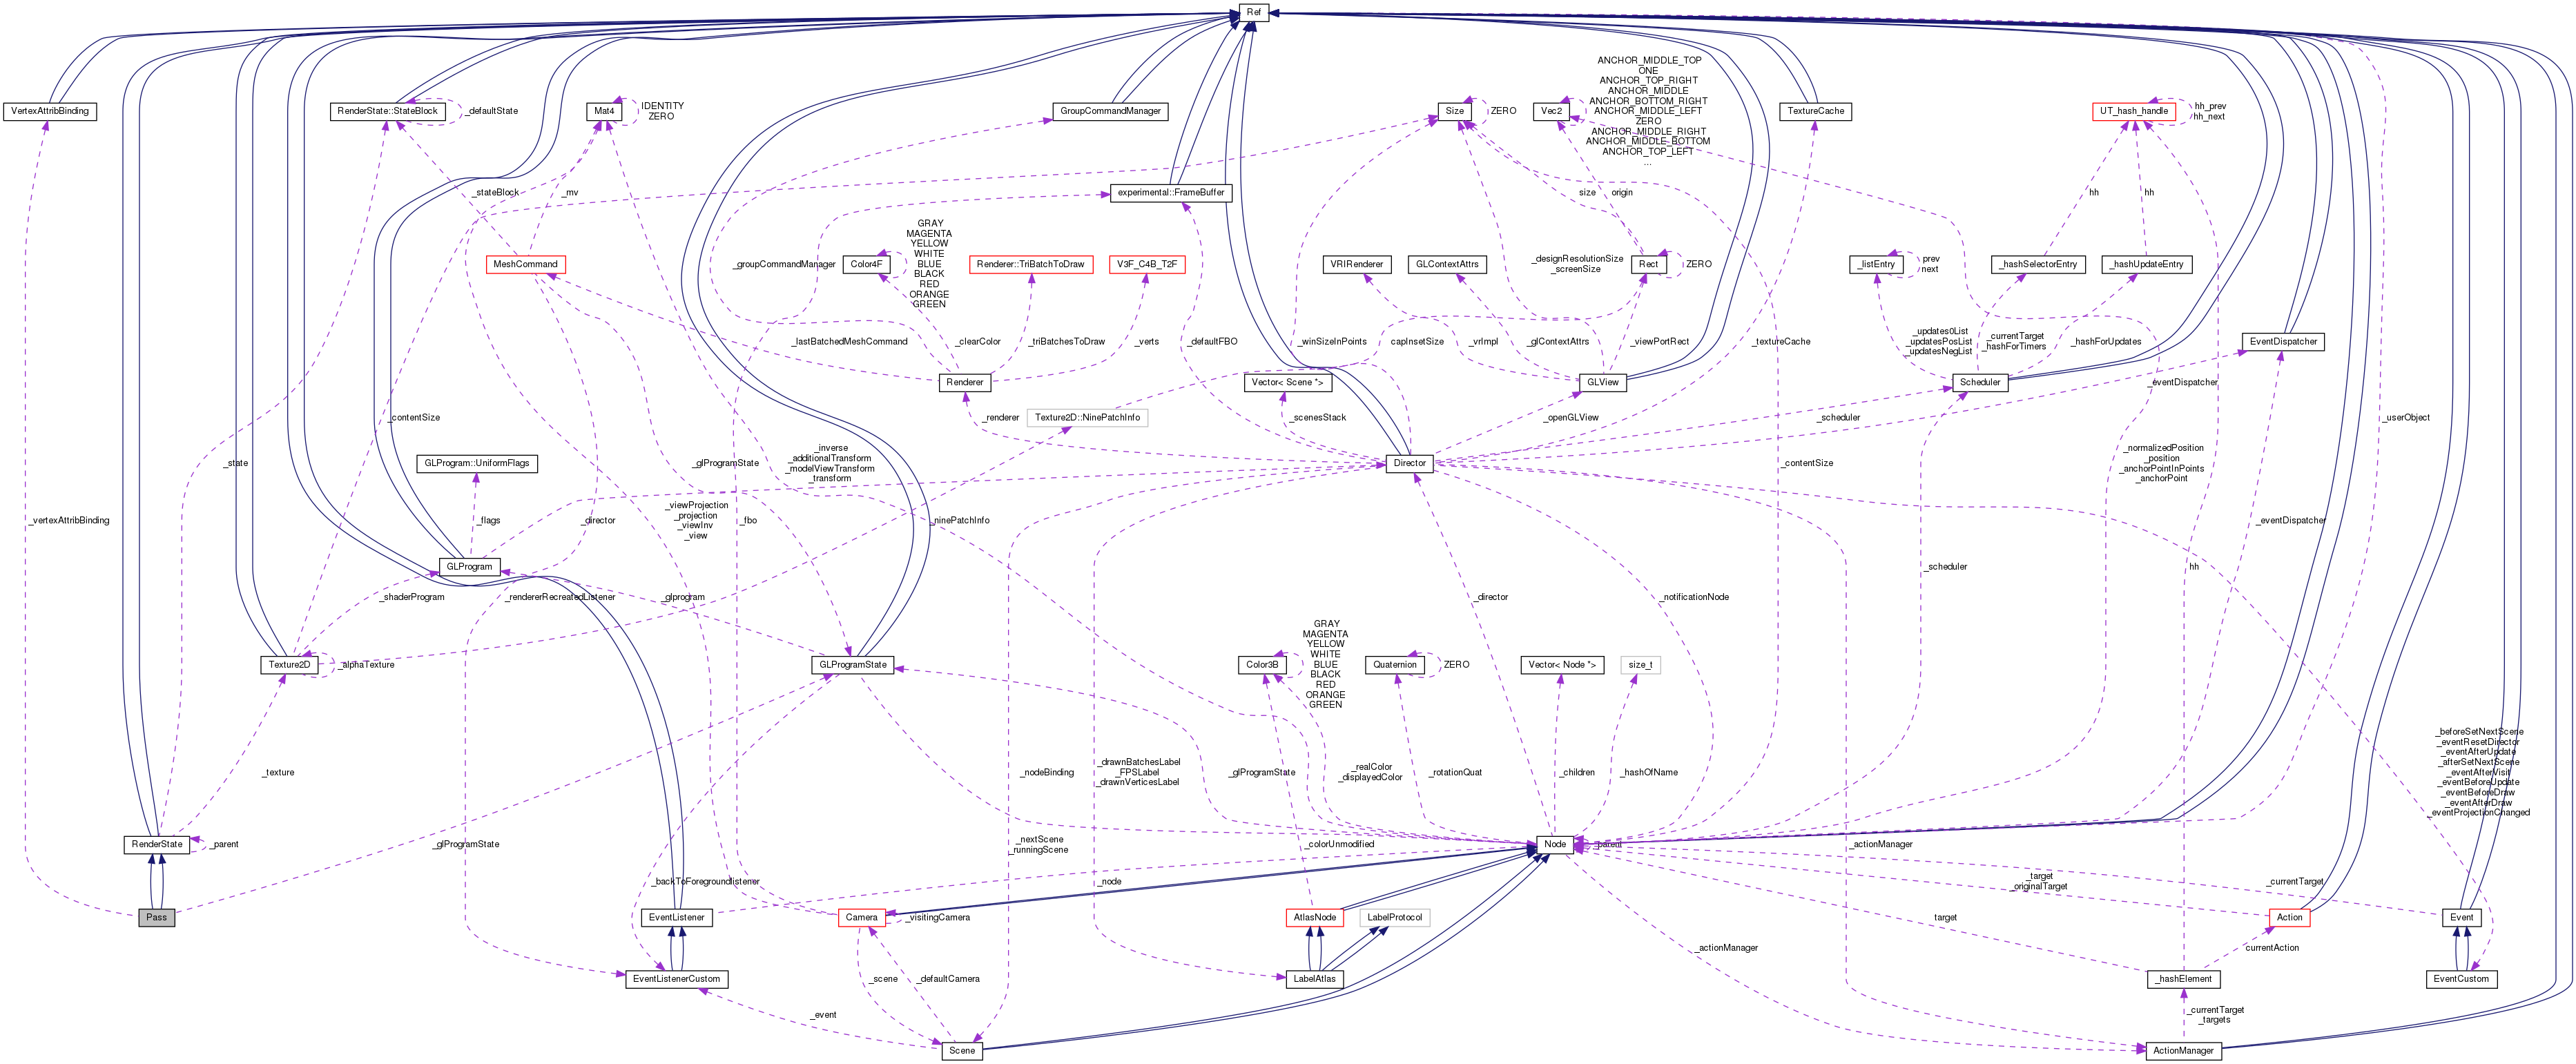 Ref
VertexAttribBinding
RenderState::StateBlock
_defaultState
Mat4
IDENTITY
ZERO
GroupCommandManager
Size
ZERO
Vec2
ANCHOR_MIDDLE_TOP
ONE
ANCHOR_TOP_RIGHT
ANCHOR_MIDDLE
ANCHOR_BOTTOM_RIGHT
ANCHOR_MIDDLE_LEFT
ZERO
ANCHOR_MIDDLE_RIGHT
ANCHOR_MIDDLE_BOTTOM
ANCHOR_TOP_LEFT
...
TextureCache
UT_hash_handle
hh_prev
hh_next
_stateBlock
_mv
experimental::FrameBuffer
size
origin
hh
hh
MeshCommand
_groupCommandManager
Color4F
GRAY
MAGENTA
YELLOW
WHITE
BLUE
BLACK
RED
ORANGE
GREEN
Renderer::TriBatchToDraw
V3F_C4B_T2F
VRIRenderer
GLContextAttrs
_designResolutionSize
_screenSize
Rect
ZERO
_listEntry
prev
next
_hashSelectorEntry
_hashUpdateEntry
_lastBatchedMeshCommand
_clearColor
_triBatchesToDraw
_verts
_defaultFBO
_winSizeInPoints
capInsetSize
_vrImpl
_glContextAttrs
_viewPortRect
_textureCache
_updates0List
_updatesPosList
_updatesNegList
_currentTarget
_hashForTimers
_hashForUpdates
EventDispatcher
Renderer
Vector< Scene *>
GLView
Scheduler
_eventDispatcher
_contentSize
Texture2D::NinePatchInfo
_renderer
_scenesStack
_openGLView
_scheduler
_userObject
_state
GLProgram::UniformFlags
_glProgramState
_inverse
_additionalTransform
_modelViewTransform
_transform
Director
_contentSize
_normalizedPosition
_position
_anchorPointInPoints
_anchorPoint
_vertexAttribBinding
_flags
_director
_viewProjection
_projection
_viewInv
_view
_fbo
_ninePatchInfo
_eventDispatcher
GLProgram
_scheduler
hh
_shaderProgram
_rendererRecreatedListener
_glprogram
_director
_notificationNode
Texture2D
_alphaTexture
GLProgramState
Color3B
GRAY
MAGENTA
YELLOW
WHITE
BLUE
BLACK
RED
ORANGE
GREEN
Quaternion
ZERO
Vector< Node *>
size_t
_texture
_nodeBinding
_drawnBatchesLabel
_FPSLabel
_drawnVerticesLabel
_glProgramState
_realColor
_displayedColor
_rotationQuat
_children
_hashOfName
_beforeSetNextScene
_eventResetDirector
_eventAfterUpdate
_afterSetNextScene
_eventAfterVisit
_eventBeforeUpdate
_eventBeforeDraw
_eventAfterDraw
_eventProjectionChanged
RenderState
_parent
_glProgramState
_nextScene
_runningScene
_colorUnmodified
Node
_parent
_actionManager
_backToForegroundlistener
_node
_target
_originalTarget
_currentTarget
Pass
EventListener
Camera
_visitingCamera
AtlasNode
LabelProtocol
target
Action
Event
_actionManager
currentAction
EventListenerCustom
_scene
_defaultCamera
LabelAtlas
_hashElement
EventCustom
_event
_currentTarget
_targets
Scene
ActionManager